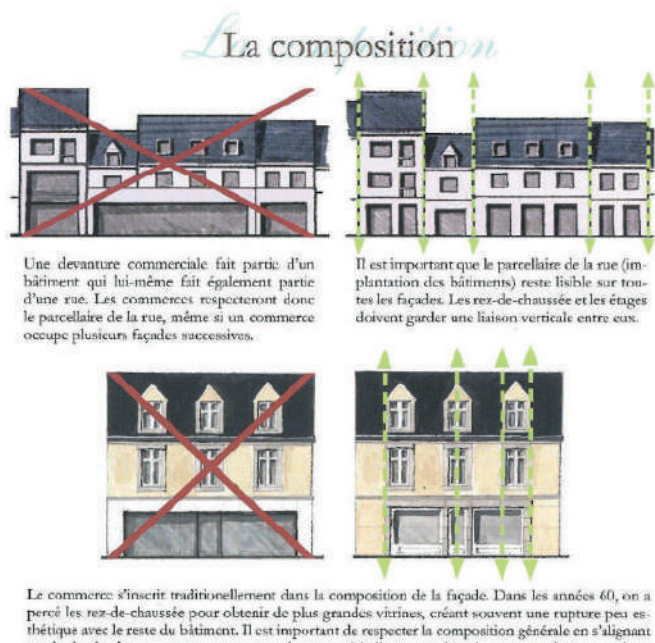 La composition
Une devanture commerciale fait partie d'un
bâtiment qui lui-même fait également partie
d'une rue. Les commerces respecteront donc
le parcellaire de la rue, même si un commerce
occupe plusieurs façades successives.
Il est important que le parcellaire de la rue (im-
plantation des bâtiments) reste lisible sur tou-
tes les façades. Les rez-de-chaussée et les étages
doivent garder une liaison verticale entre eux.
Le commerce s'inscrit traditionellement dans la composition de la façade. Dans les années 60, on a
percé les rez-de-chaussée pour obtenir de plus grandes vitrines, créant souvent une rupture peu es-
thétique avec le reste du bâtiment. Il est important de respecter la composition générale en s'alignant